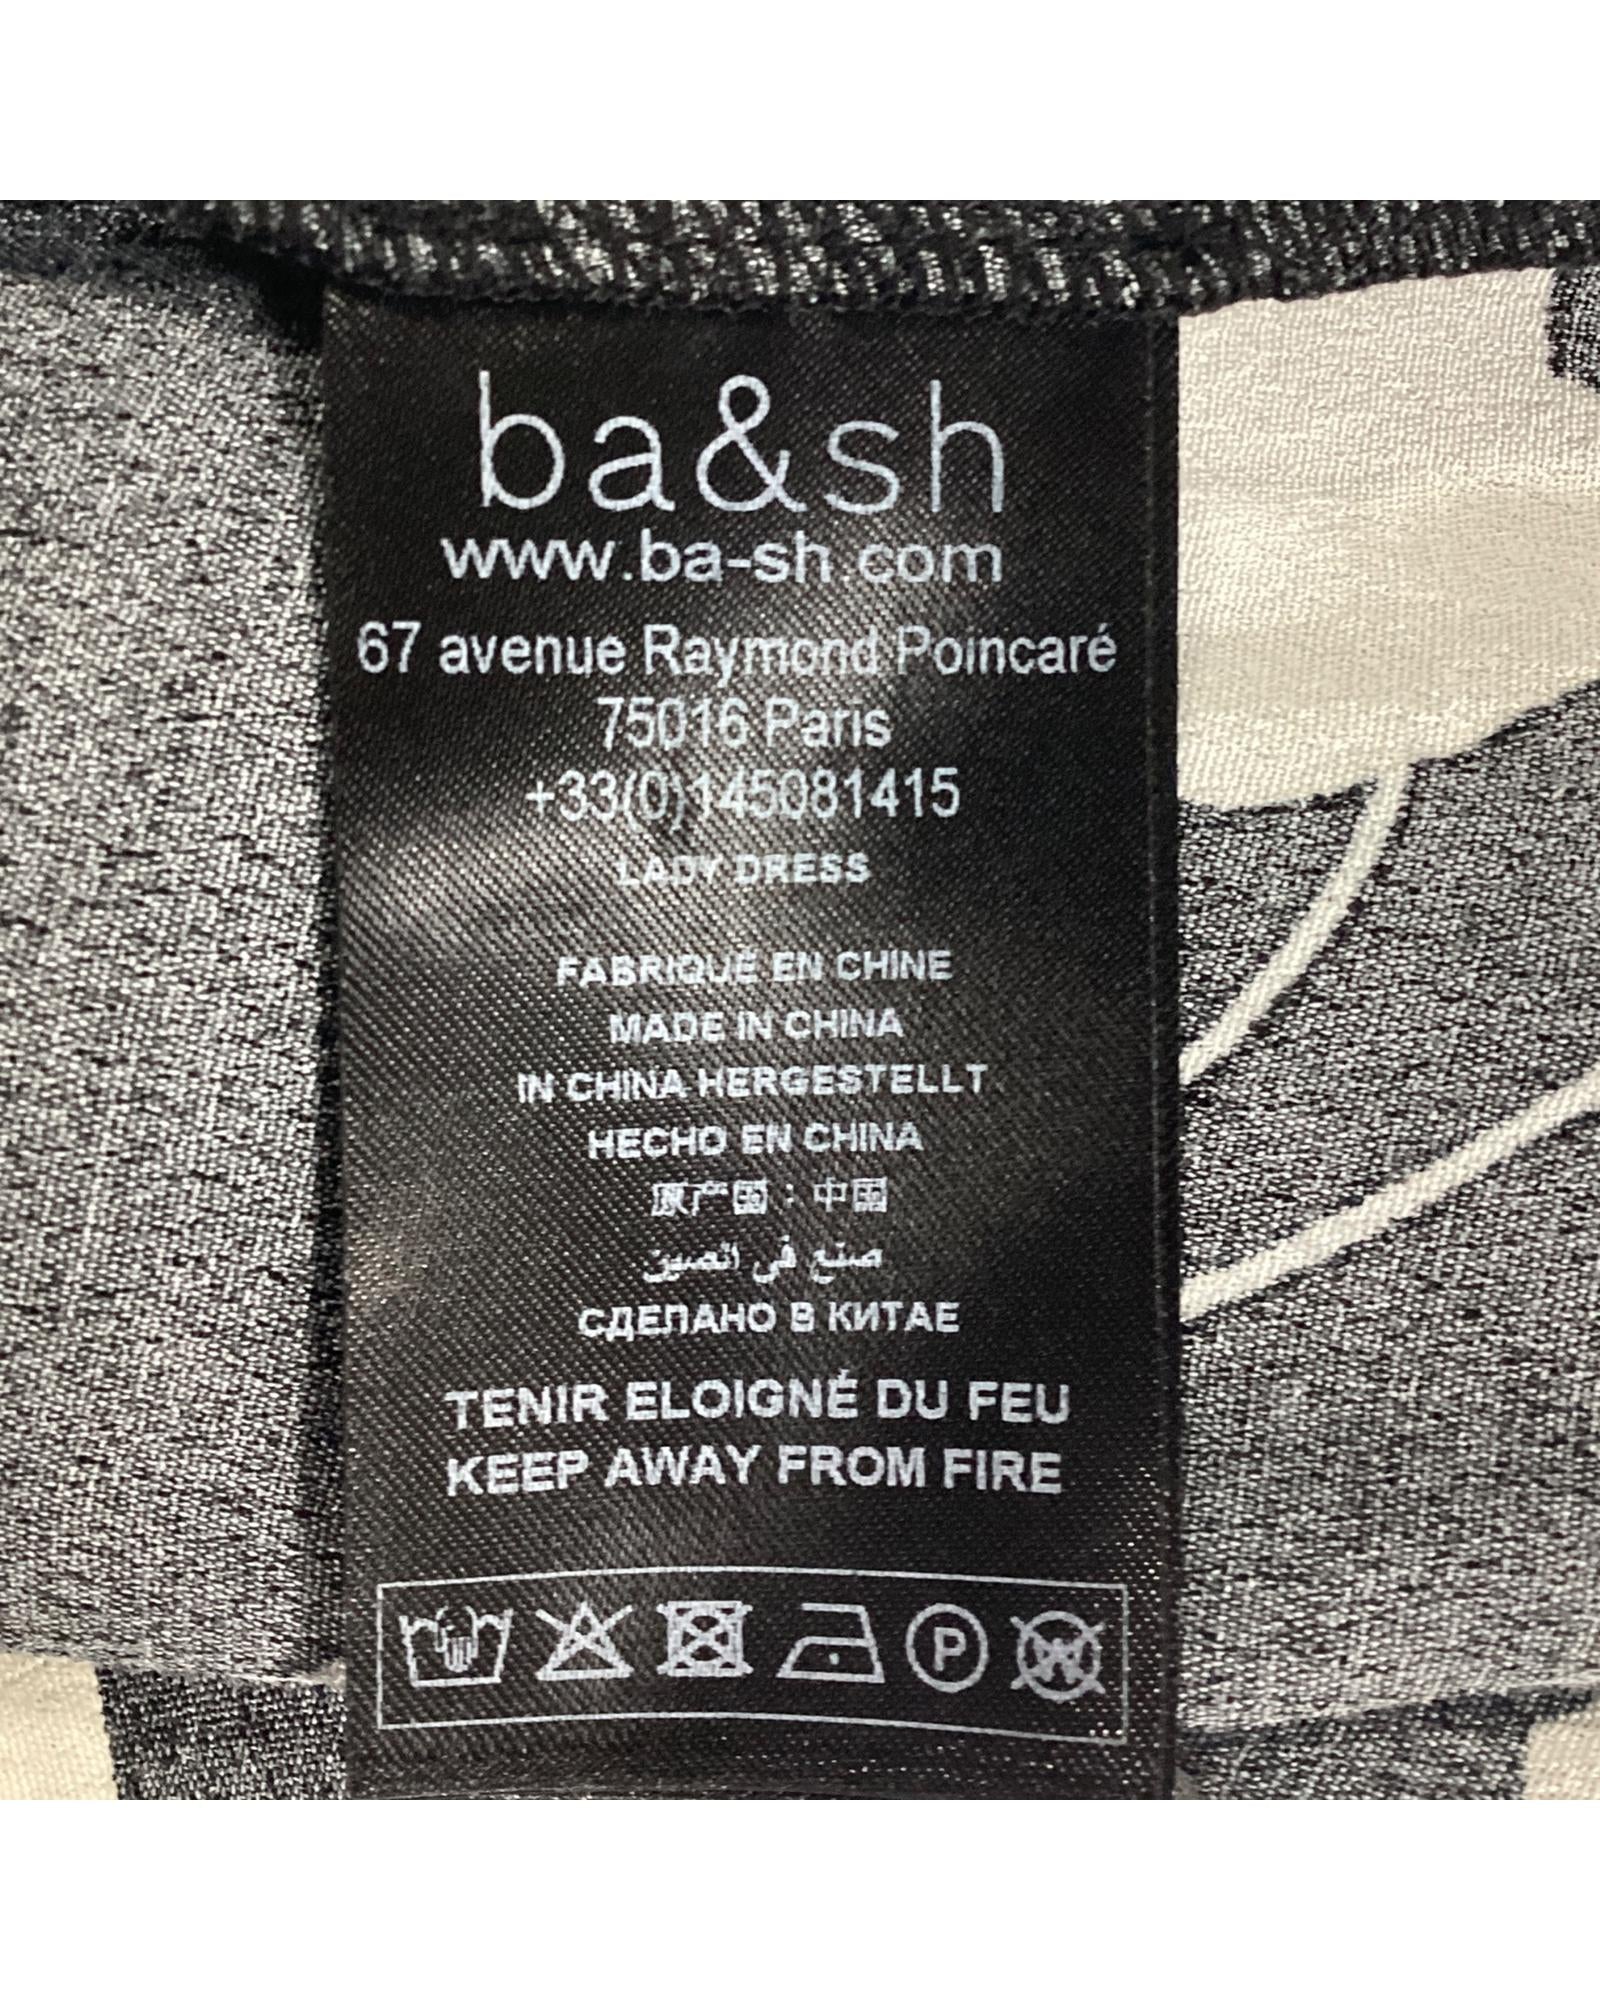 ba&sh
www.ba-sh.com
67 avenue Raymond Poincaré
75016 Paris
+33(0)145081415
LADY DRESS
FABRIQUÉ EN CHINE
MADE IN CHINA
IN CHINA HERGESTELLT
HECHO EN CHINA
原产国：中国
صنع في الصين
СДЕЛАНО В КИТАЕ
TENIR ELOIGNÉ DU FEU
KEEP AWAY FROM FIRE
P W